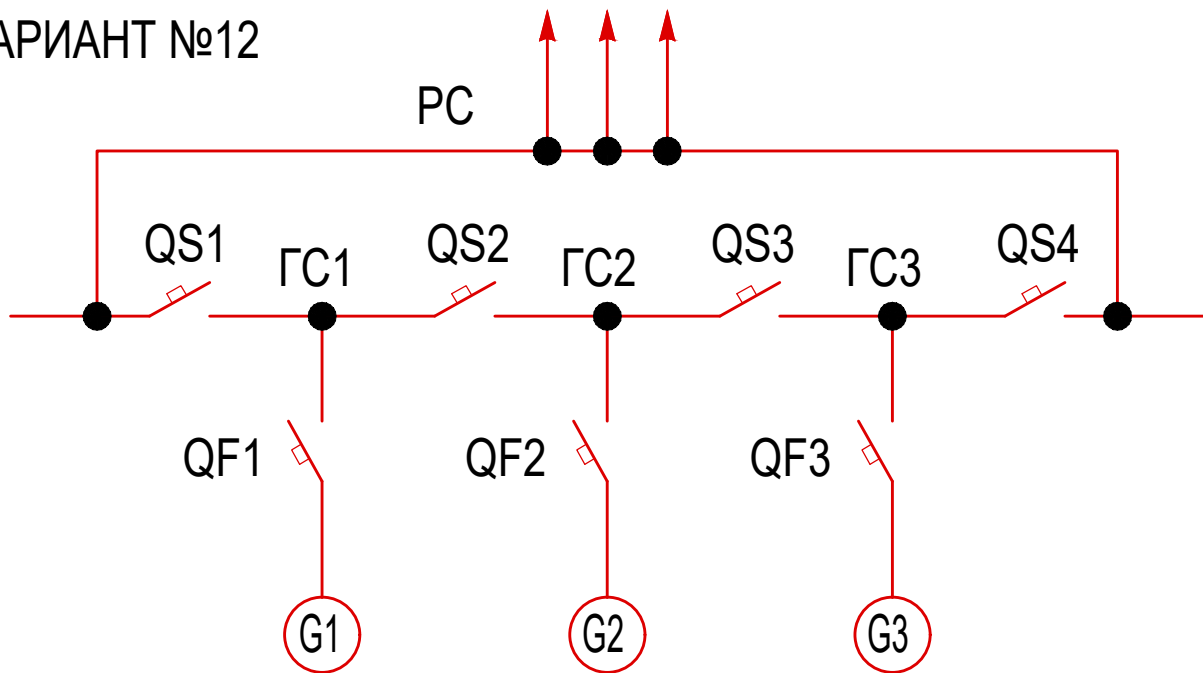 АРИАНТ №12
РС
QS1
ГС1
QS2
ГС2
QS3
ГС3
QS4
QF1
QF2
QF3
G1
G2
G3